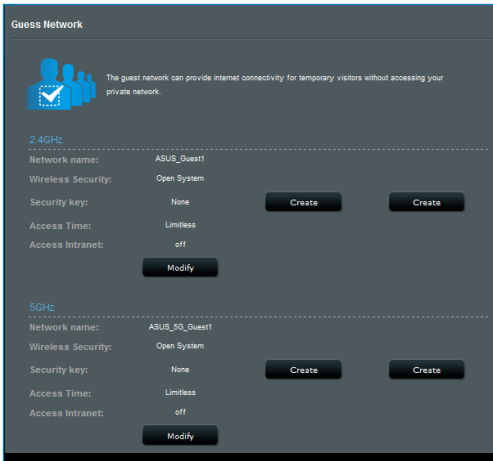 Guess Network
The guest network can provide internet connectivity for temporary visitors without accessing your
private network.
2.4GHz
Network name: ASUS_Guest1
Wireless Security: Open System
Security key: None Create Create
Access Time: Limitless
Access Intranet: off
Modify
5GHz
Network name: ASUS_5G_Guest1
Wireless Security: Open System
Security key: None Create Create
Access Time: Limitless
Access Intranet: off
Modify